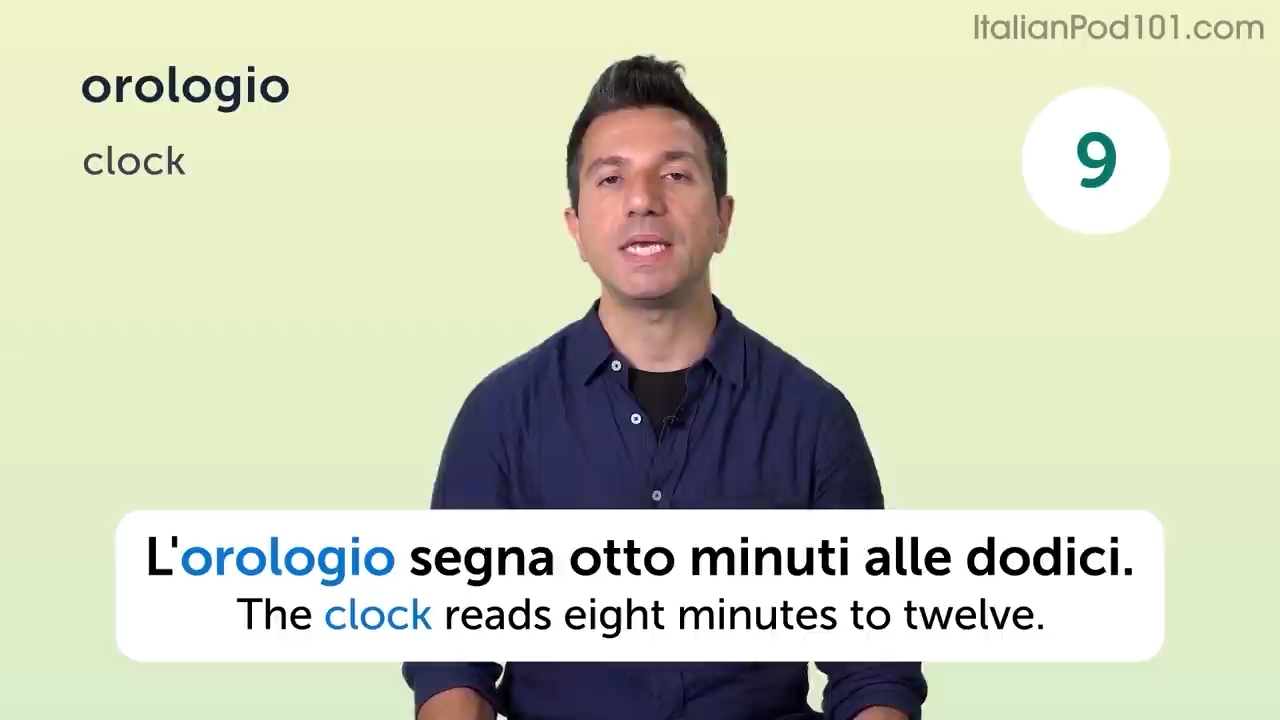 ItalianPod101.com
orologio
clock
9
L'orologio segna otto minuti alle dodici.
The clock reads eight minutes to twelve.